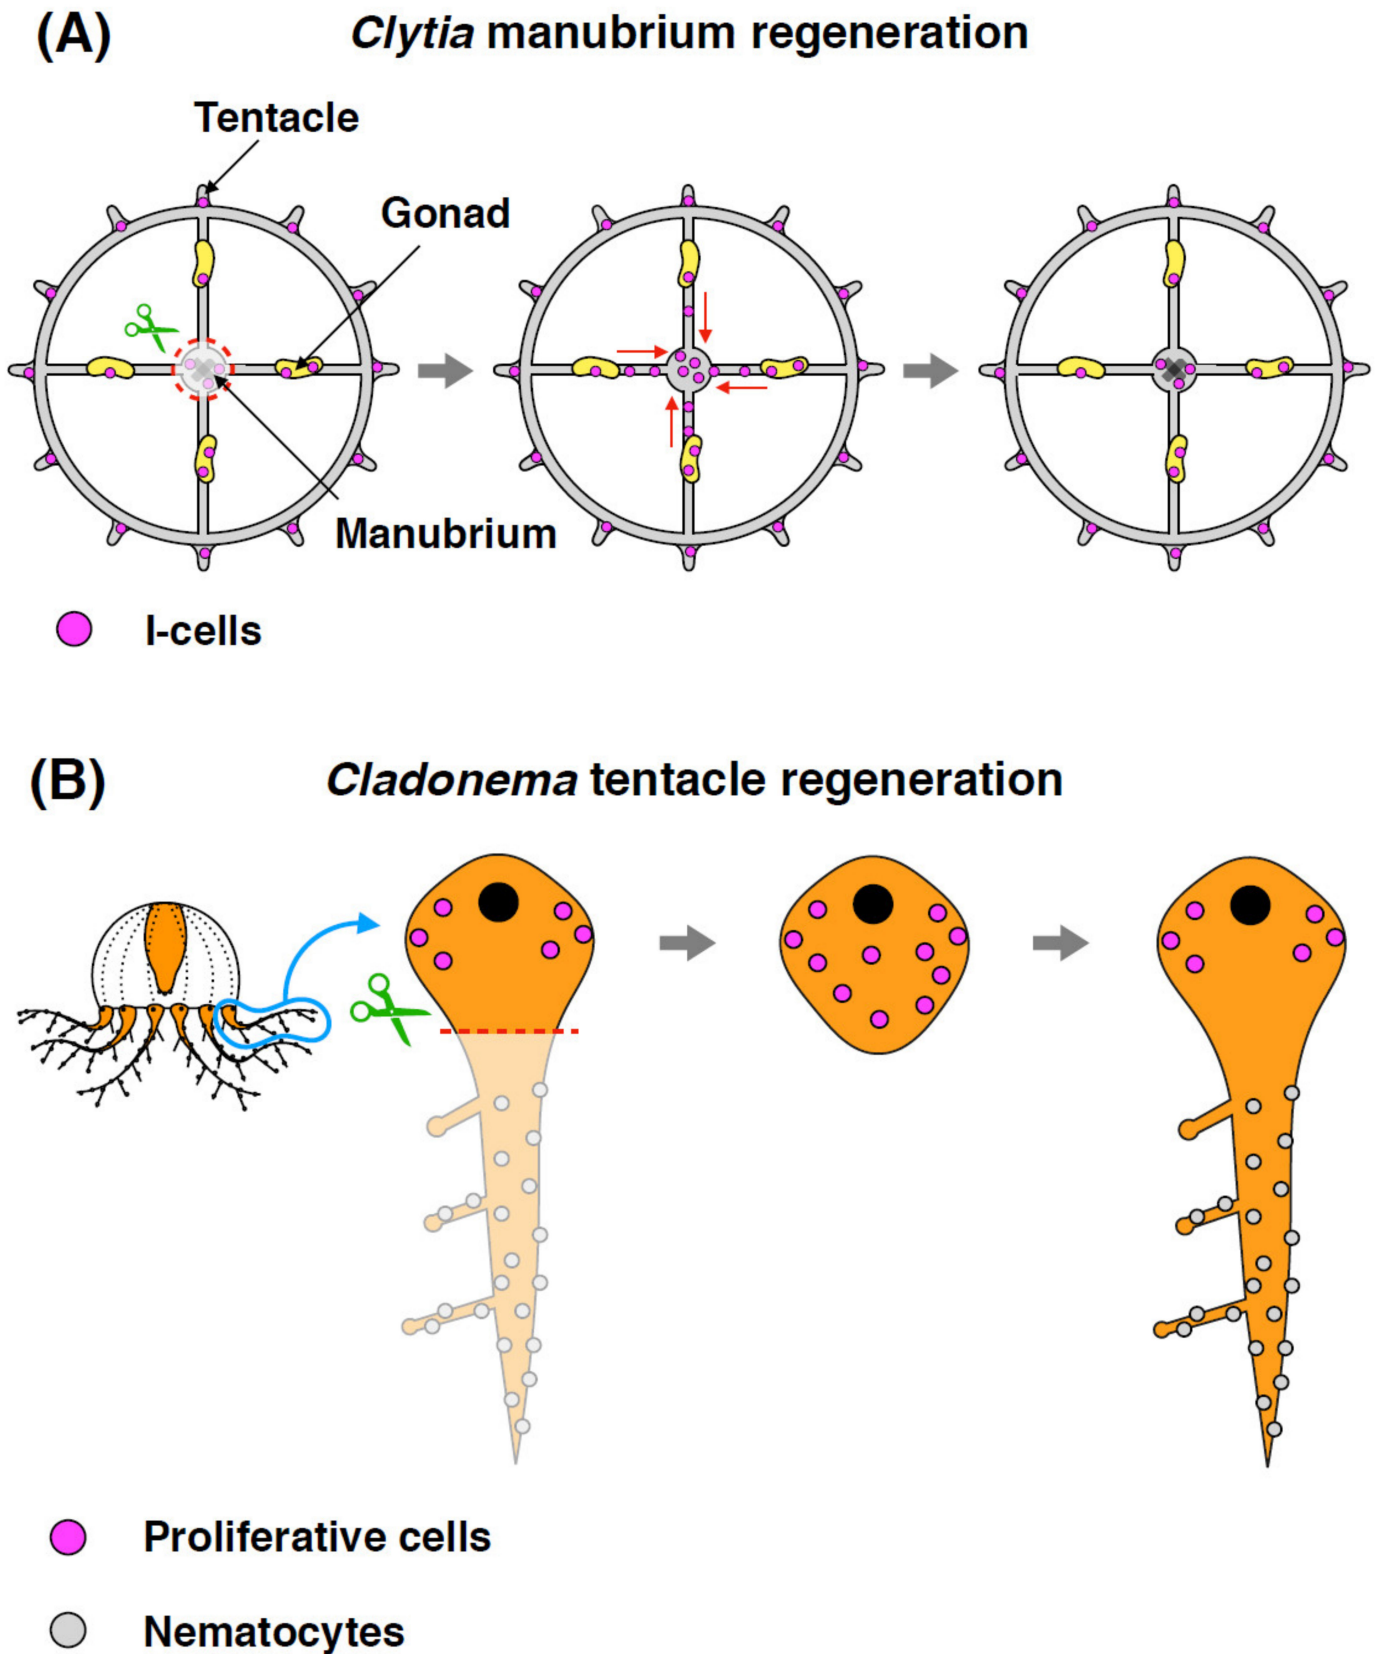 (A) Clytia manubrium regeneration
Tentacle
Gonad
Manubrium
I-cells
(B) Cladonema tentacle regeneration
Proliferative cells
Nematocytes